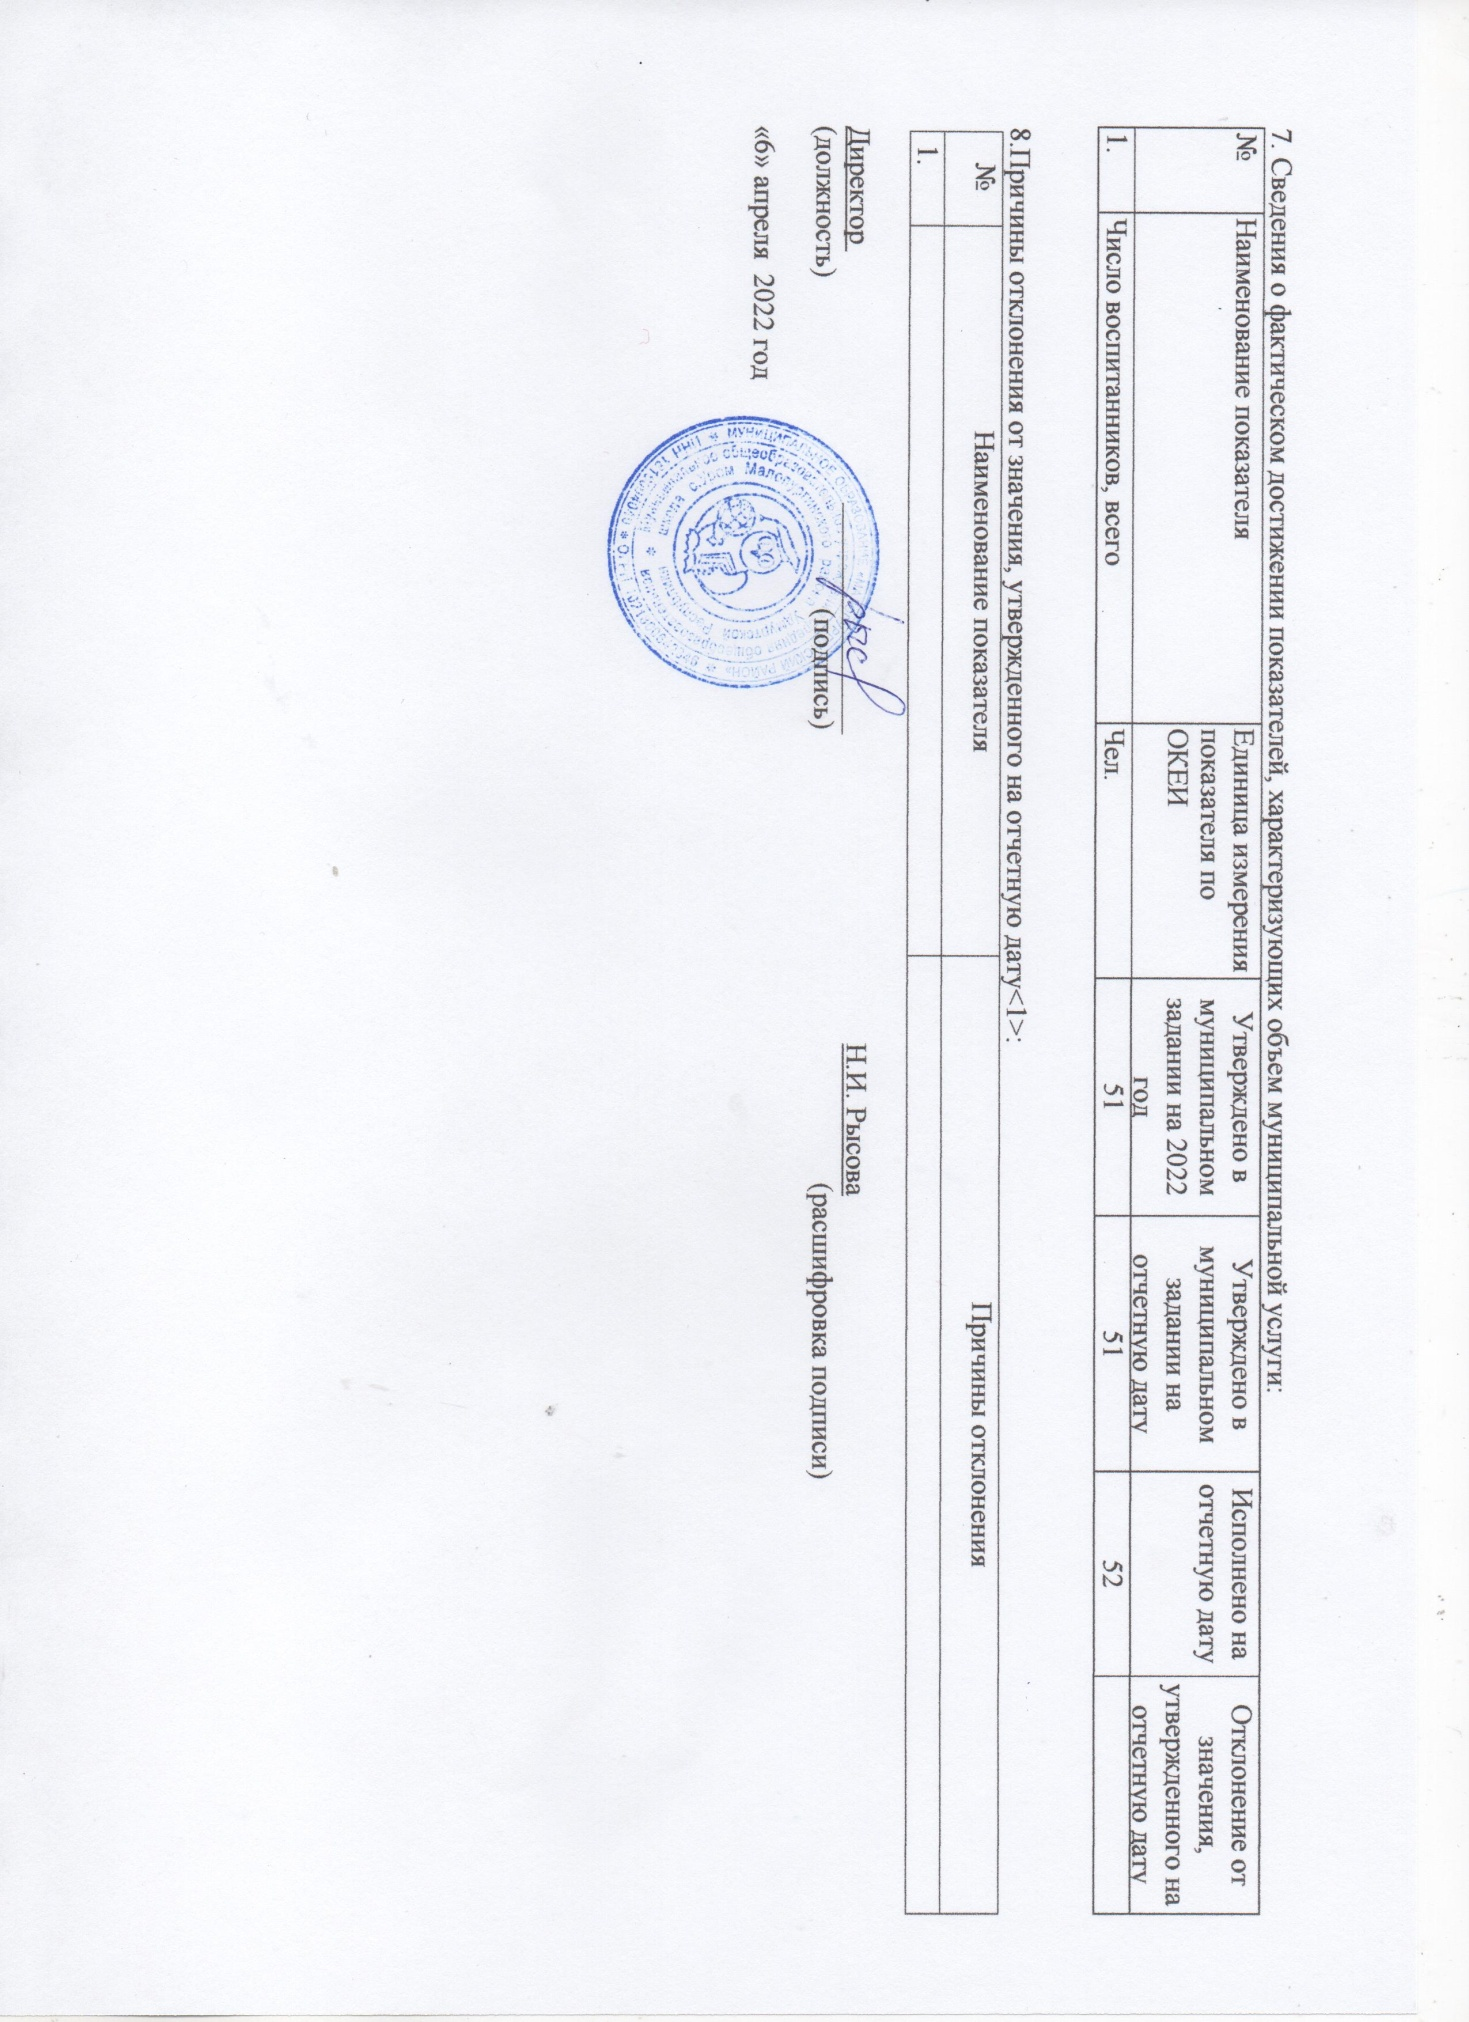 7. Сведения о фактическом достижении показателей, характеризующих объем муниципальной услуги:
№ Наименование показателя Единица измерения показателя по ОКЕИ Утверждено в муниципальном задании на 2022 год Утверждено в муниципальном задании на отчетную дату Исполнено на отчетную дату Отклонение от значения, утвержденного на отчетную дату
1. Число воспитанников, всего Чел. 51 51 52
8.Причины отклонения от значения, утвержденного на отчетную дату<1>:
№ Наименование показателя Причины отклонения
1.
Директор Н.И. Рысова
(должность) (подпись) (расшифровка подписи)
«6» апреля 2022 год
МУНИЦИПАЛЬНОЕ ОБРАЗОВАНИЕ